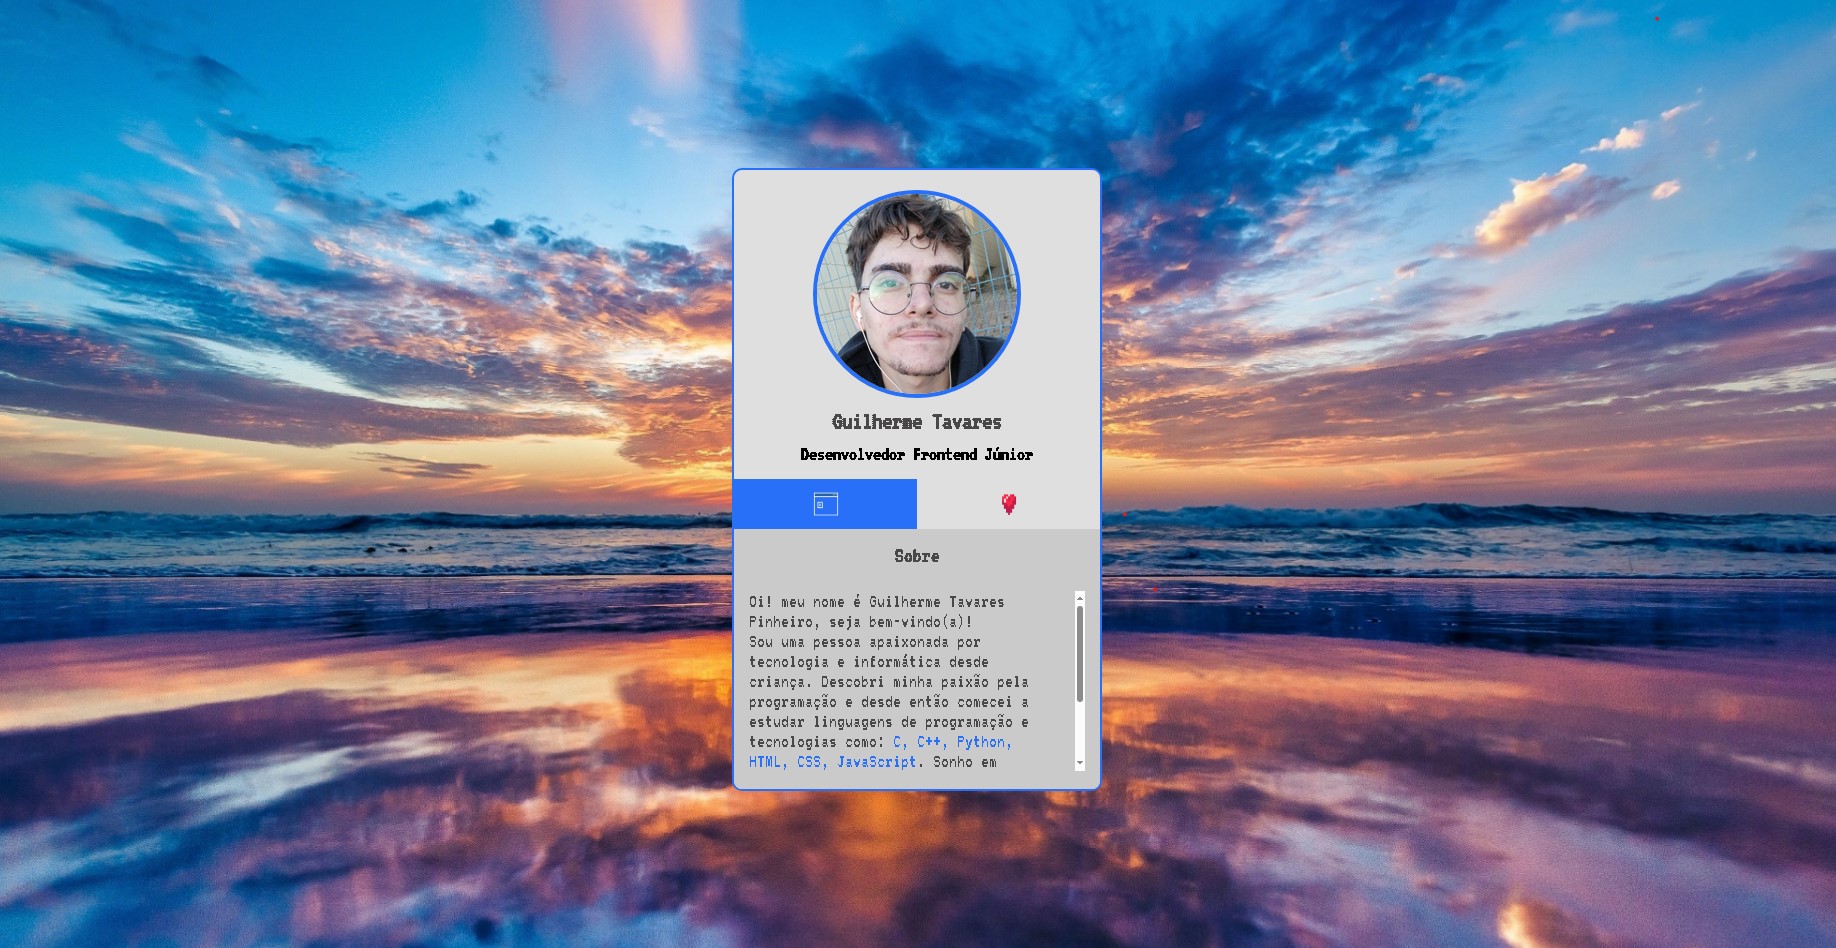 Guilherme Tavares
Desenvolvedor Frontend Júnior
Sobre
Oi! meu nome é Guilherme Tavares
Pinheiro, seja bem-vindo(a)!
Sou uma pessoa apaixonada por
tecnologia e informática desde
criança. Descobri minha paixão pela
programação e desde então comecei a
estudar linguagens de programação e
tecnologias como: C, C++, Python,
HTML, CSS, JavaScript. Sonho em